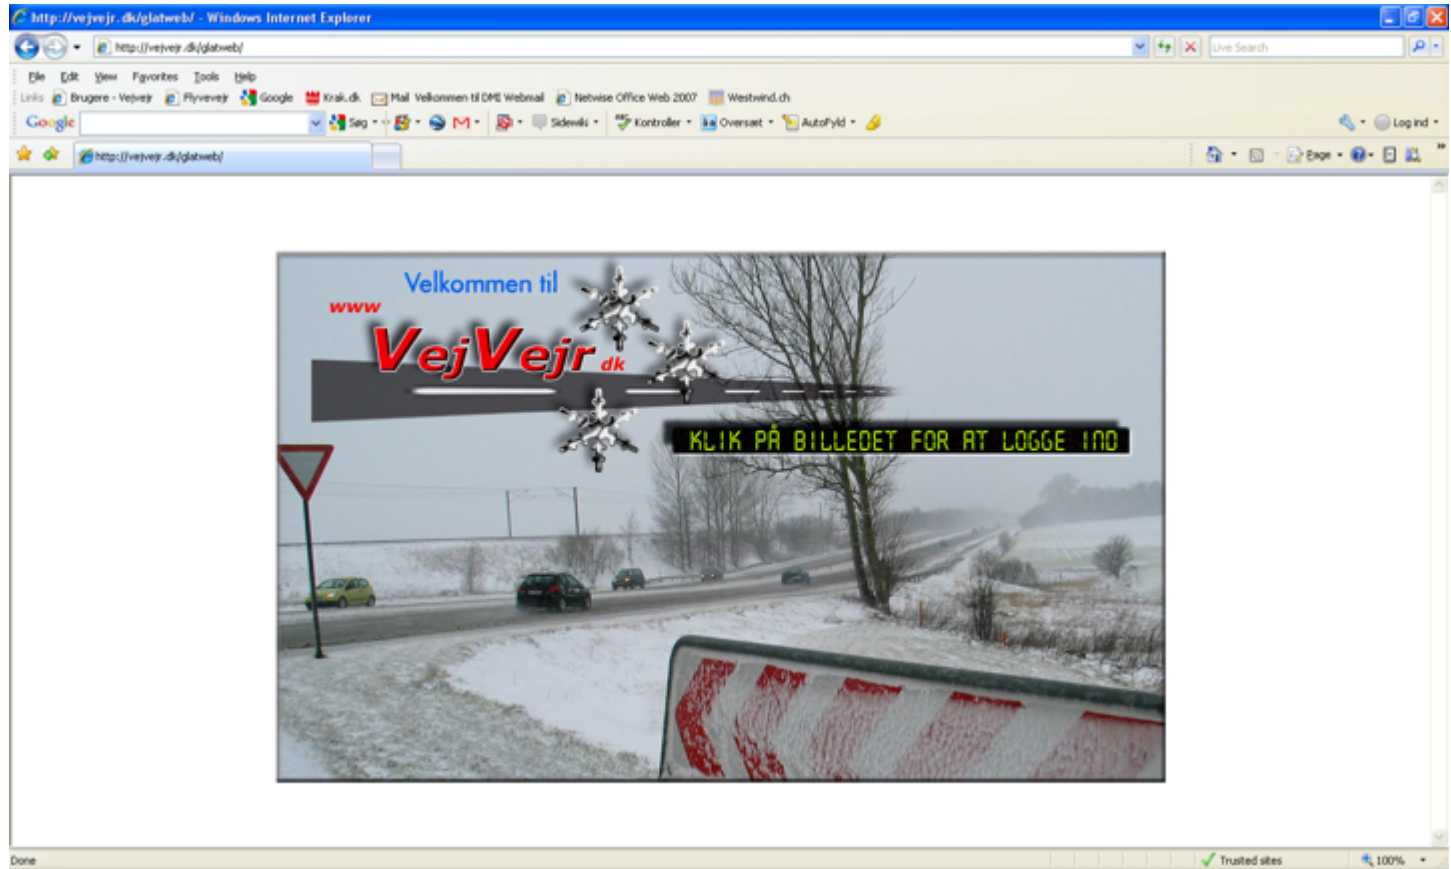 http://vejvejr.dk/glatweb/ - Windows Internet Explorer
http://vejvejr.dk/glatweb/
Live Search
File Edit View Favorites Tools Help
Links Brugere - Vejvejr Flyvevejr Google Krak.dk Mail Velkommen til DMI Webmail Netwise Office Web 2007 Westwind.ch
Google Søg Sidewiki Kontroller Oversæt AutoFyld Log ind
http://vejvejr.dk/glatweb/ Page
Velkommen til
www
VejVejr.dk
KLIK PÅ BILLEDET FOR AT LOGGE IND
Done Trusted sites 100%